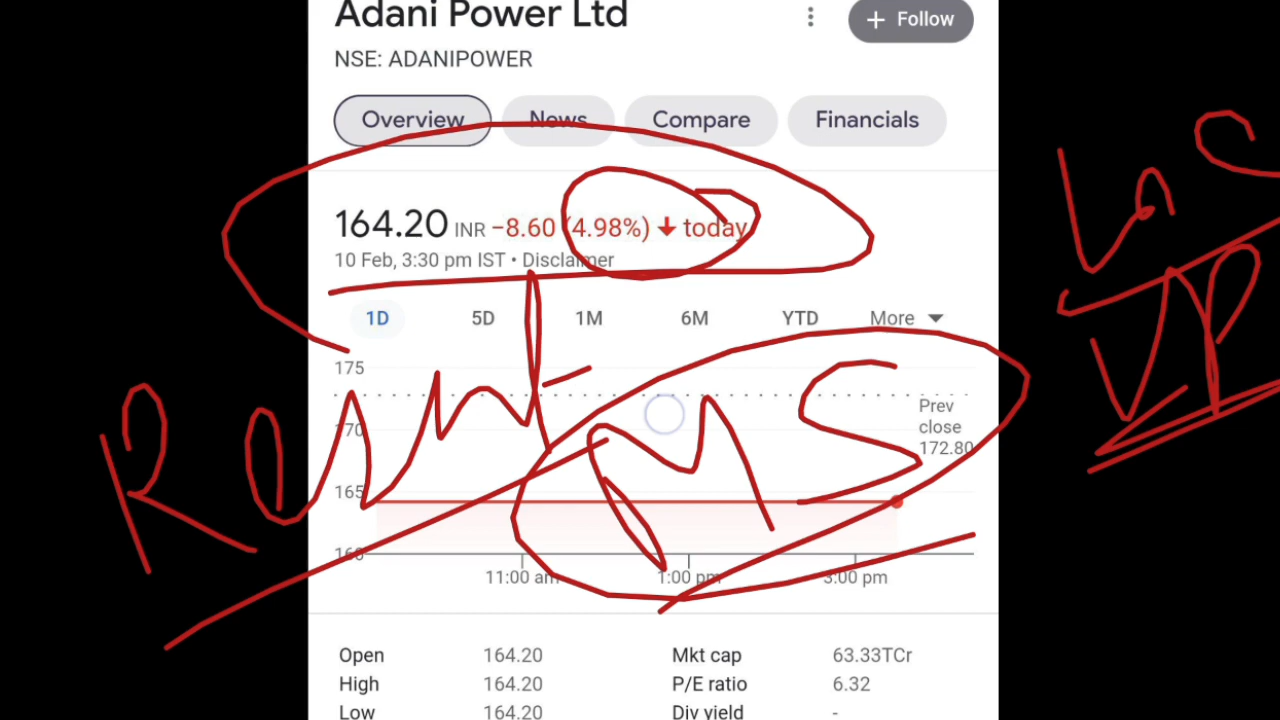 Adani Power Ltd
+ Follow
NSE: ADANIPOWER
Overview News Compare Financials
164.20 INR −8.60 (4.98%) ↓ today
10 Feb, 3:30 pm IST • Disclaimer
1D 5D 1M 6M YTD More
175
170
165
160
Prev
close
172.80
11:00 am 1:00 pm 3:00 pm
Open 164.20 Mkt cap 63.33TCr
High 164.20 P/E ratio 6.32
Low 164.20 Div yield -